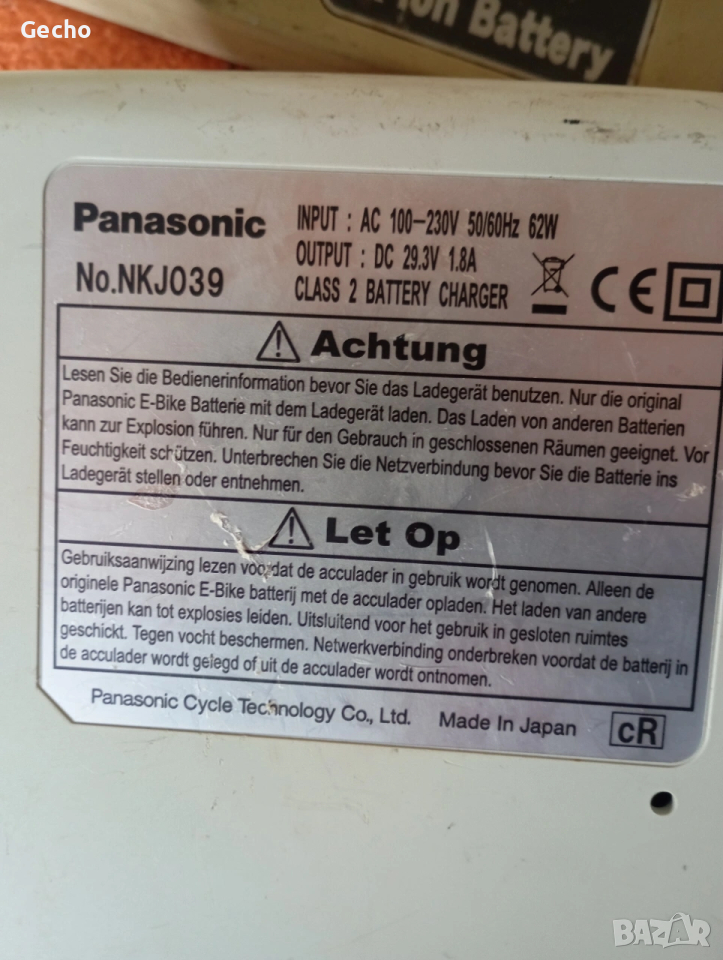 Gecho
Battery
Panasonic
No.NKJ039
INPUT : AC 100-230V 50/60Hz 62W
OUTPUT : DC 29.3V 1.8A
CLASS 2 BATTERY CHARGER
CE
Achtung
Lesen Sie die Bedienerinformation bevor Sie das Ladegerät benutzen. Nur die original
Panasonic E-Bike Batterie mit dem Ladegerät laden. Das Laden von anderen Batterien
kann zur Explosion führen. Nur für den Gebrauch in geschlossenen Räumen geeignet. Vor
Feuchtigkeit schützen. Unterbrechen Sie die Netzverbindung bevor Sie die Batterie ins
Ladegerät stellen oder entnehmen.
Let Op
Gebruiksaanwijzing lezen voordat de acculader in gebruik wordt genomen. Alleen de
originele Panasonic E-Bike batterij met de acculader opladen. Het laden van andere
batterijen kan tot explosies leiden. Uitsluitend voor het gebruik in gesloten ruimtes
geschickt. Tegen vocht beschermen. Netwerkverbinding onderbreken voordat de batterij in
de acculader wordt gelegd of uit de acculader wordt ontnomen.
Panasonic Cycle Technology Co., Ltd. Made In Japan cR
BAZAR